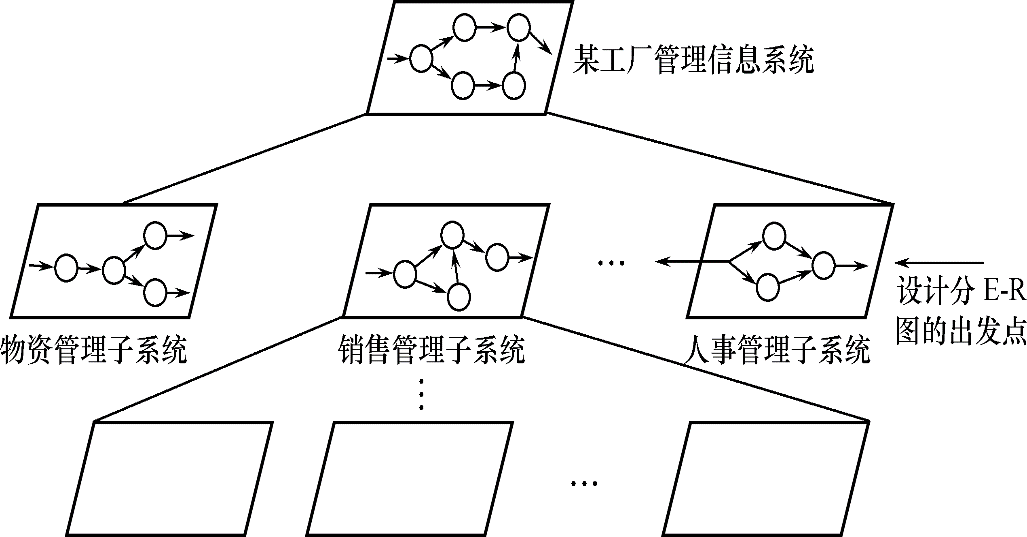 某工厂管理信息系统
…
设计分 E-R
图的出发点
物资管理子系统
销售管理子系统
人事管理子系统
⋮
…